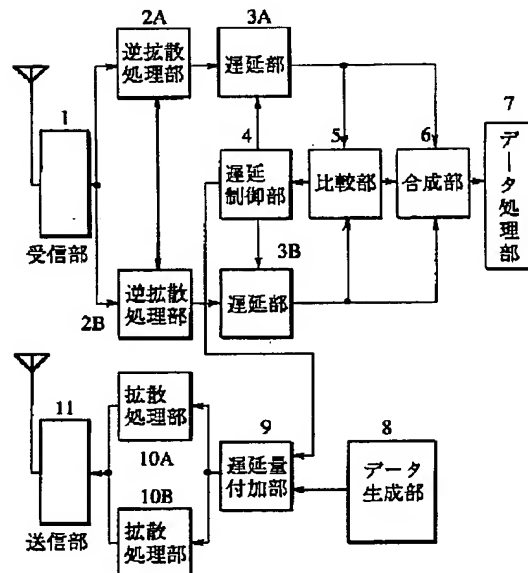 2A
3A
逆拡散
処理部
遅延部
1
4
5
6
7
遅延
制御部
比較部
合成部
データ処理部
受信部
3B
2B
逆拡散
処理部
遅延部
11
拡散
処理部
9
8
10A
遅延量
付加部
データ
生成部
10B
拡散
処理部
送信部